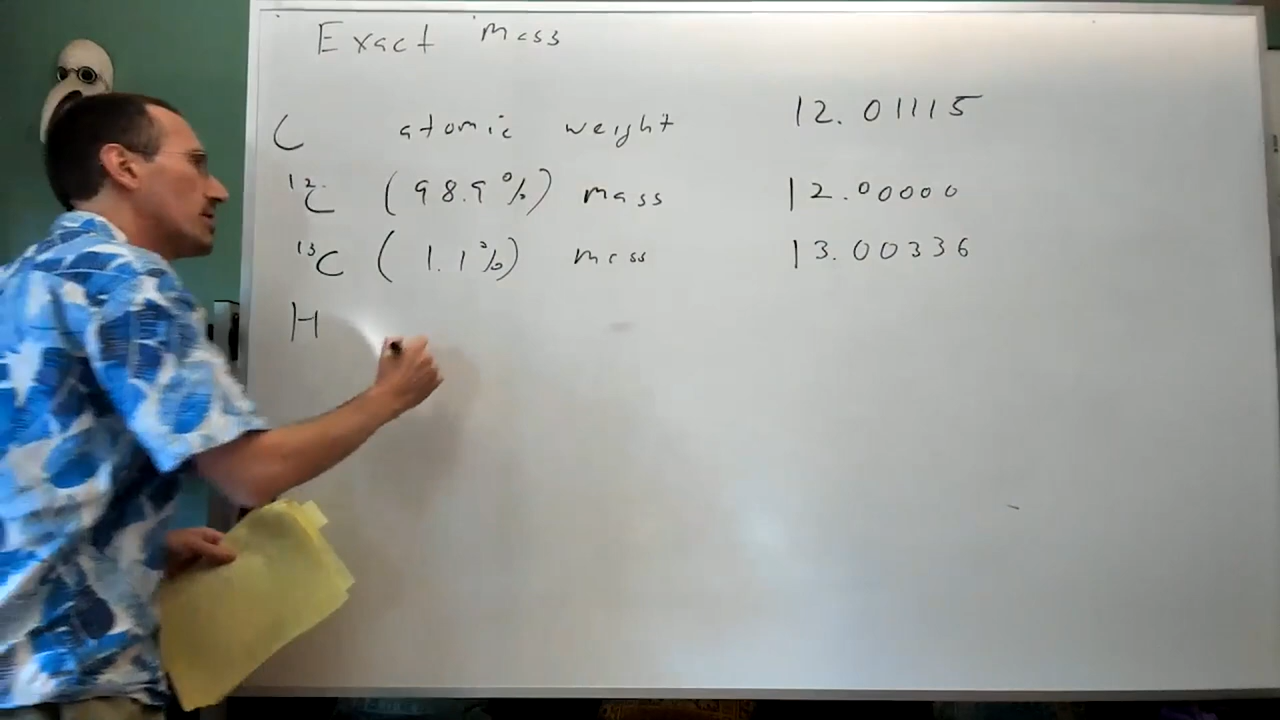 Exact Mass
C atomic weight 12.01115
¹²C (98.9%) mass 12.00000
¹³C (1.1%) mass 13.00336
H